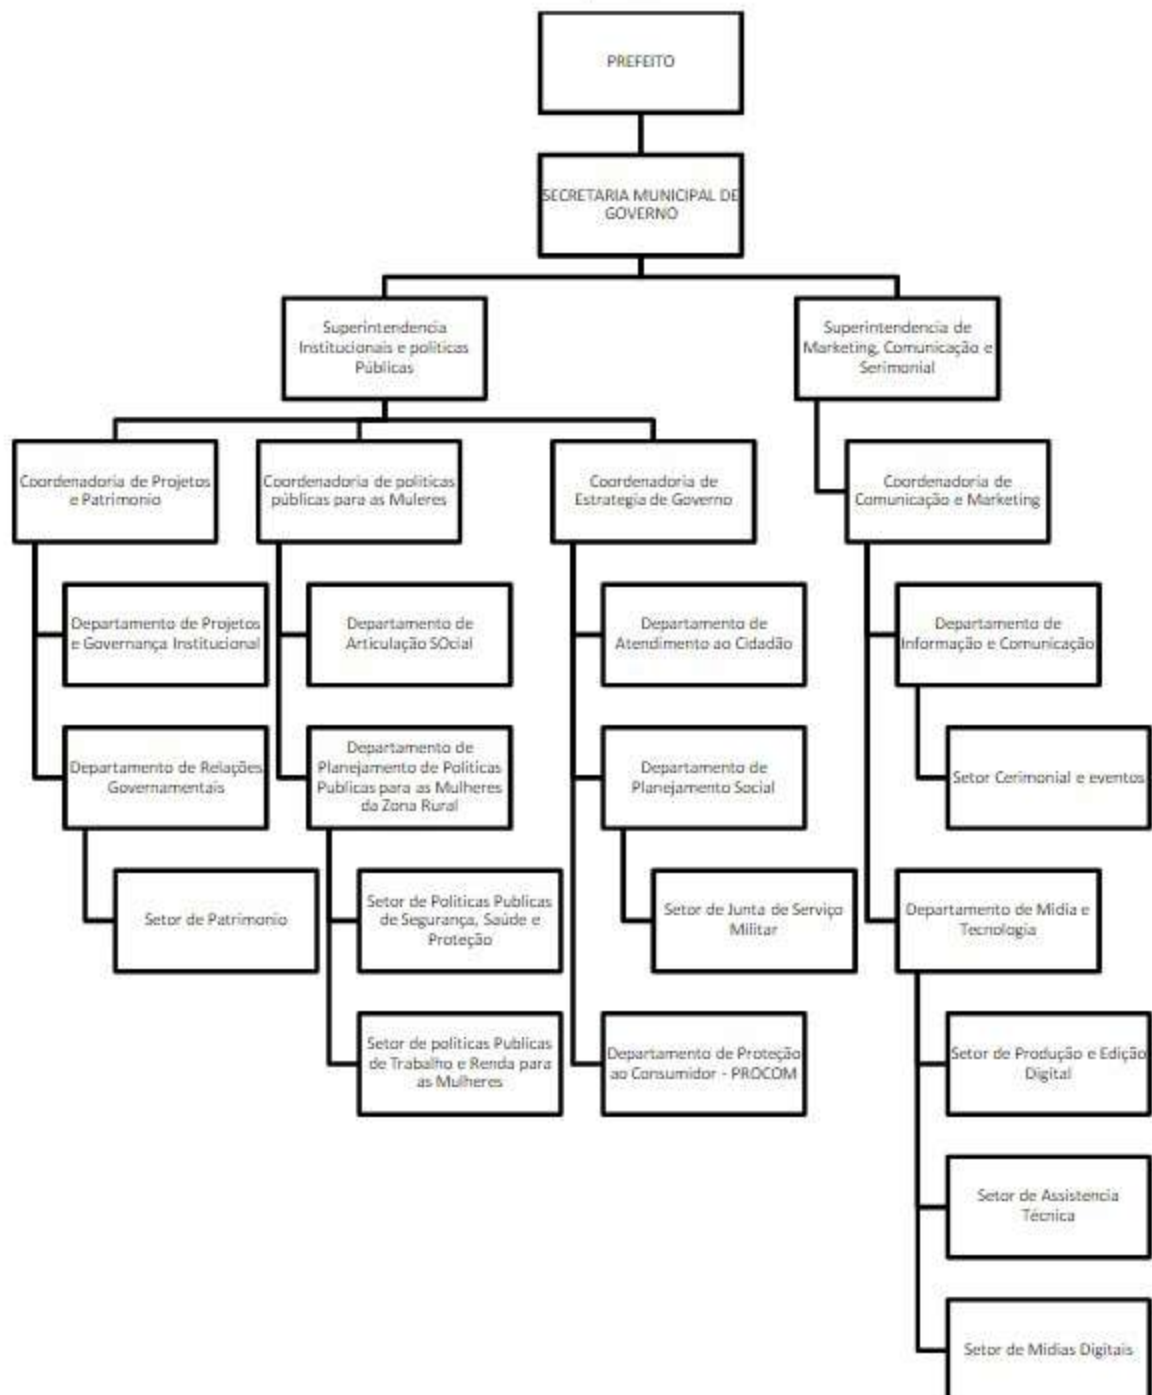 PREFEITO
SECRETARIA MUNICIPAL DE
GOVERNO
Superintendencia
Institucionais e politicas
Públicas
Superintendencia de
Marketing, Comunicação e
Serimonial
Coordenadoria de Projetos
e Patrimonio
Coordenadoria de politicas
públicas para as Muleres
Coordenadoria de
Estrategia de Governo
Coordenadoria de
Comunicação e Marketing
Departamento de Projetos
e Governança Institucional
Departamento de
Articulação SOcial
Departamento de
Atendimento ao Cidadão
Departamento de
Informação e Comunicação
Departamento de Relações
Governamentais
Departamento de
Planejamento de Politicas
Publicas para as Mulheres
da Zona Rural
Departamento de
Planejamento Social
Setor Cerimonial e eventos
Setor de Patrimonio
Setor de Politicas Publicas
de Segurança, Saúde e
Proteção
Setor de Junta de Serviço
Militar
Departamento de Midia e
Tecnologia
Setor de politicas Publicas
de Trabalho e Renda para
as Mulheres
Departamento de Proteção
ao Consumidor - PROCOM
Setor de Produção e Edição
Digital
Setor de Assistencia
Técnica
Setor de Midias Digitais